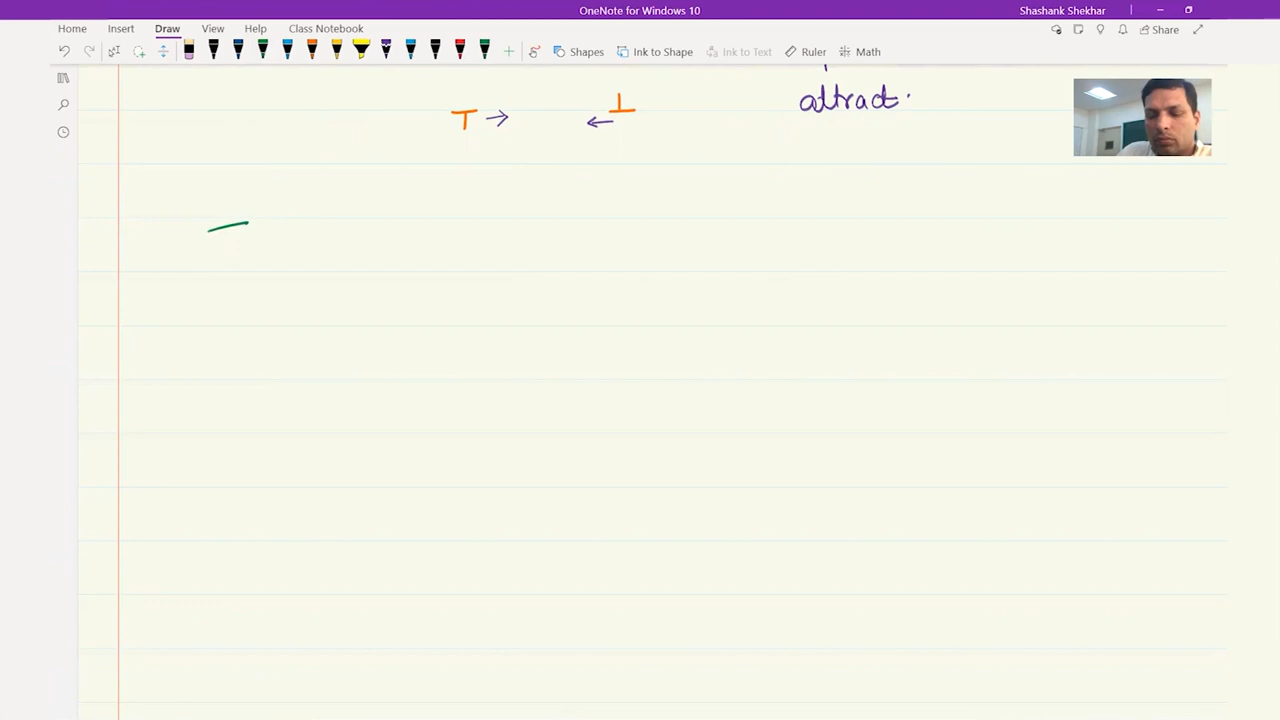 OneNote for Windows 10
Shashank Shekhar
Home Insert Draw View Help Class Notebook
Share
Shapes Ink to Shape Ink to Text Ruler Math
attract.
⊤ → ← ⊥